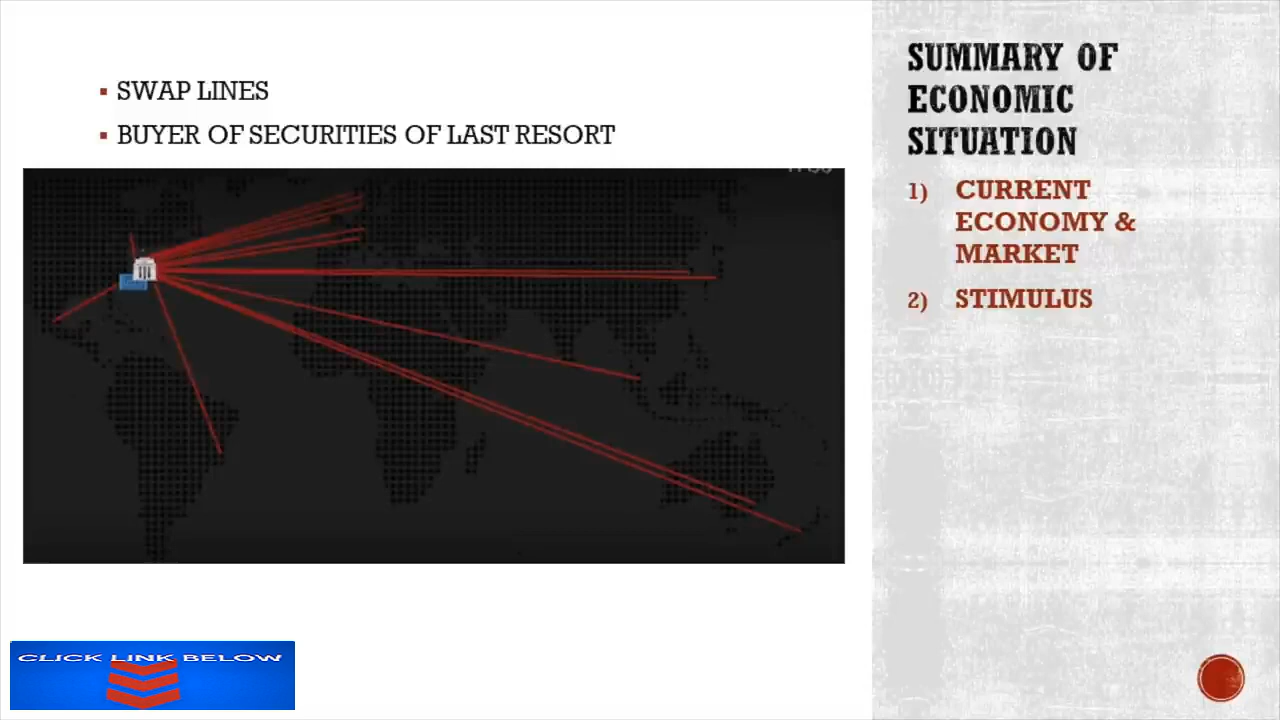 SWAP LINES
BUYER OF SECURITIES OF LAST RESORT
SUMMARY OF
ECONOMIC
SITUATION
1) CURRENT
ECONOMY &
MARKET
2) STIMULUS
CLICK LINK BELOW